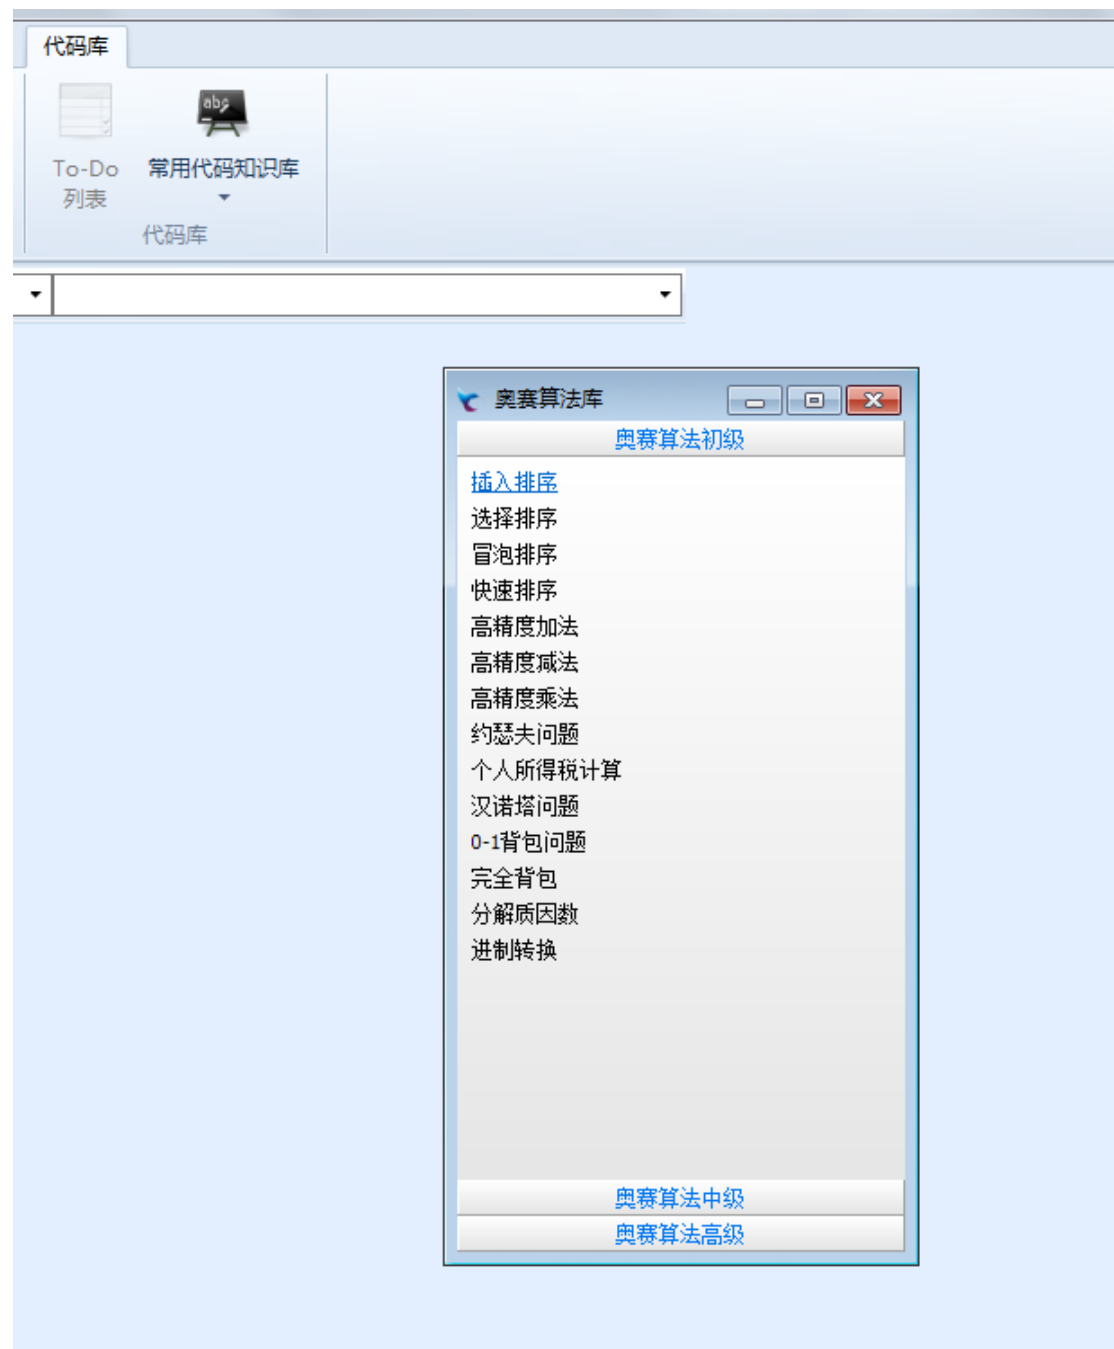 代码库
abc
To-Do
列表
常用代码知识库
代码库
奥赛算法库
奥赛算法初级
插入排序
选择排序
冒泡排序
快速排序
高精度加法
高精度减法
高精度乘法
约瑟夫问题
个人所得税计算
汉诺塔问题
0-1背包问题
完全背包
分解质因数
进制转换
奥赛算法中级
奥赛算法高级